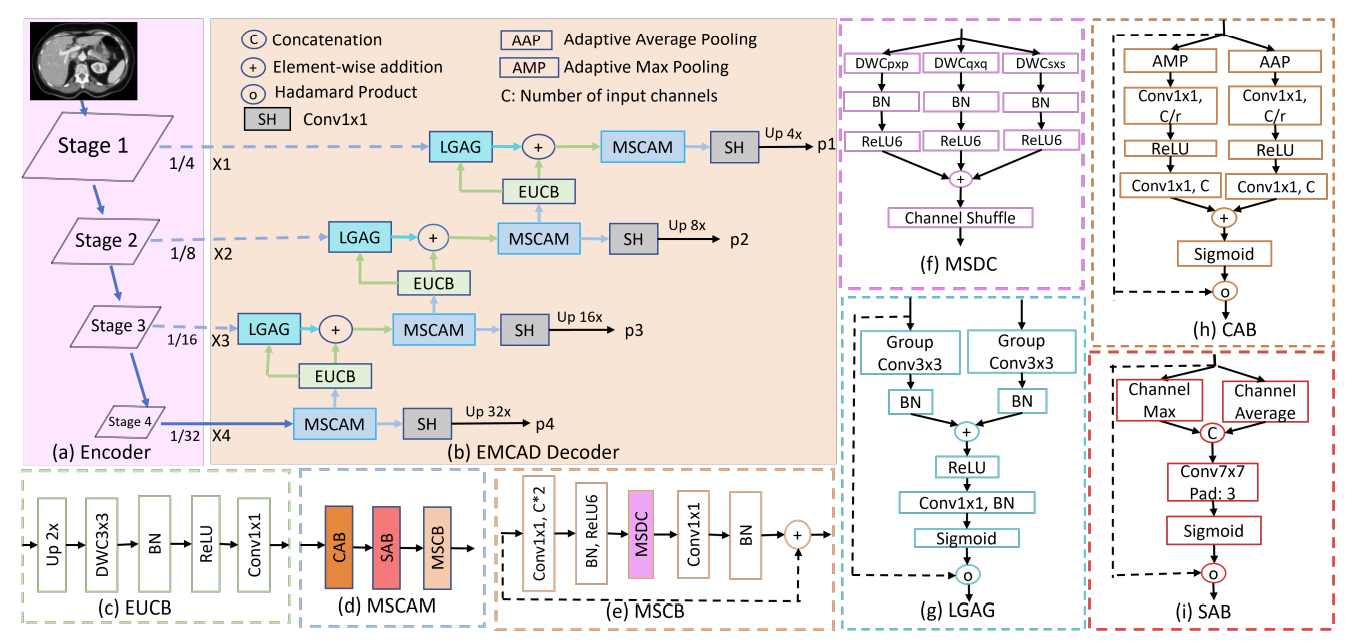 C Concatenation
+ Element-wise addition
o Hadamard Product
SH Conv1x1
AAP Adaptive Average Pooling
AMP Adaptive Max Pooling
C: Number of input channels
Stage 1
1/4
X1
LGAG
+
MSCAM
SH
Up 4x
p1
EUCB
Stage 2
1/8
X2
LGAG
+
MSCAM
SH
Up 8x
p2
EUCB
Stage 3
1/16
X3
LGAG
+
MSCAM
SH
Up 16x
p3
EUCB
Stage 4
1/32
X4
MSCAM
SH
Up 32x
p4
(a) Encoder
(b) EMCAD Decoder
Up 2x
DWC3x3
BN
ReLU
Conv1x1
(c) EUCB
CAB
SAB
MSCB
(d) MSCAM
Conv1x1, C*2
BN, ReLU6
MSDC
Conv1x1
BN
+
(e) MSCB
DWCpxp
DWCqxq
DWCsxs
BN
BN
BN
ReLU6
ReLU6
ReLU6
+
Channel Shuffle
(f) MSDC
Group
Conv3x3
Group
Conv3x3
BN
BN
+
ReLU
Conv1x1, BN
Sigmoid
o
(g) LGAG
AMP
AAP
Conv1x1,
C/r
Conv1x1,
C/r
ReLU
ReLU
Conv1x1, C
Conv1x1, C
+
Sigmoid
o
(h) CAB
Channel
Max
Channel
Average
C
Conv7x7
Pad: 3
Sigmoid
o
(i) SAB